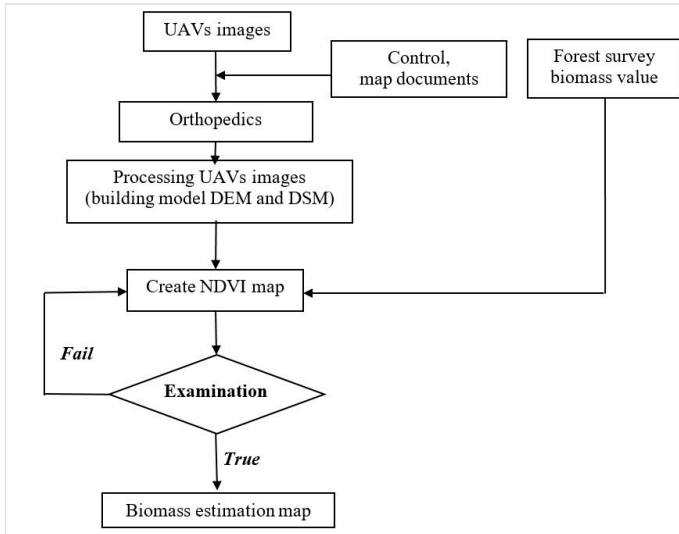 UAVs images
Control,
map documents
Forest survey
biomass value
Orthopedics
Processing UAVs images
(building model DEM and DSM)
Create NDVI map
Fail
Examination
True
Biomass estimation map